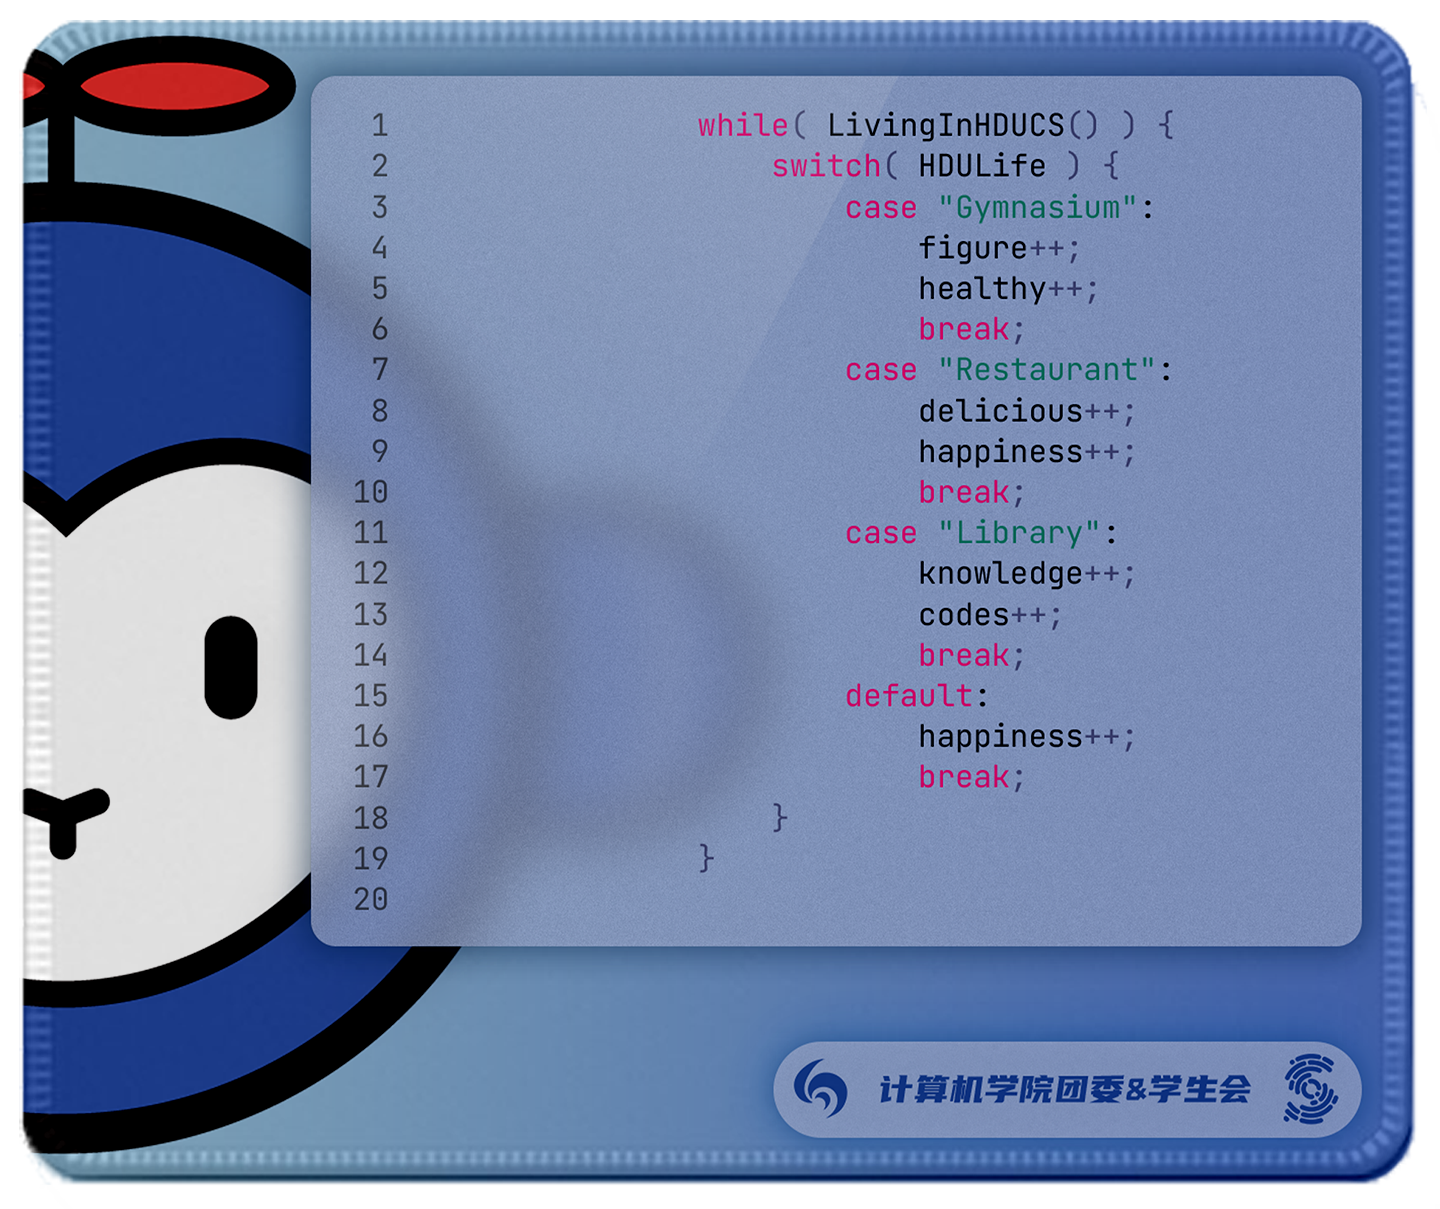 1 while( LivingInHDUCS() ) {
2 switch( HDULife ) {
3 case "Gymnasium":
4 figure++;
5 healthy++;
6 break;
7 case "Restaurant":
8 delicious++;
9 happiness++;
10 break;
11 case "Library":
12 knowledge++;
13 codes++;
14 break;
15 default:
16 happiness++;
17 break;
18 }
19 }
20
计算机学院团委&学生会